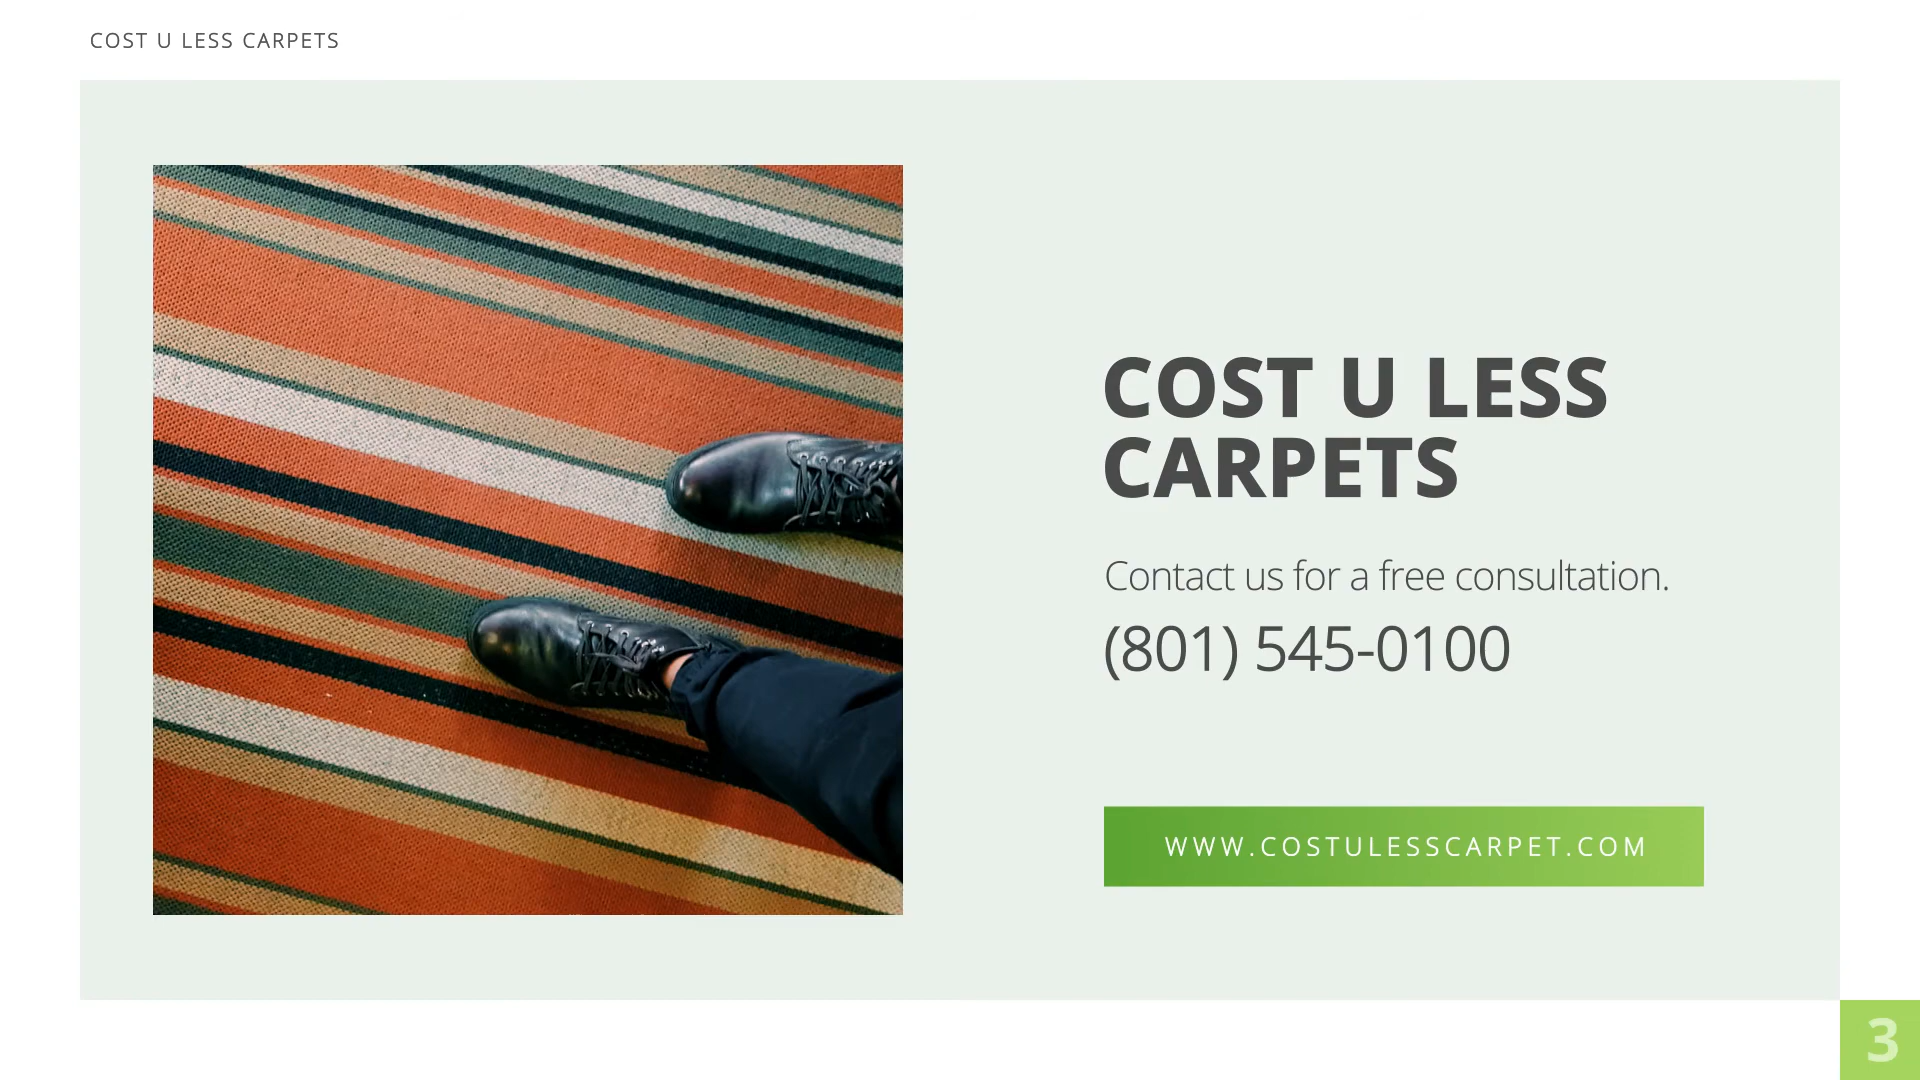 COST U LESS CARPETS
COST U LESS
CARPETS
Contact us for a free consultation.
(801) 545-0100
WWW.COSTULESSCARPET.COM
3